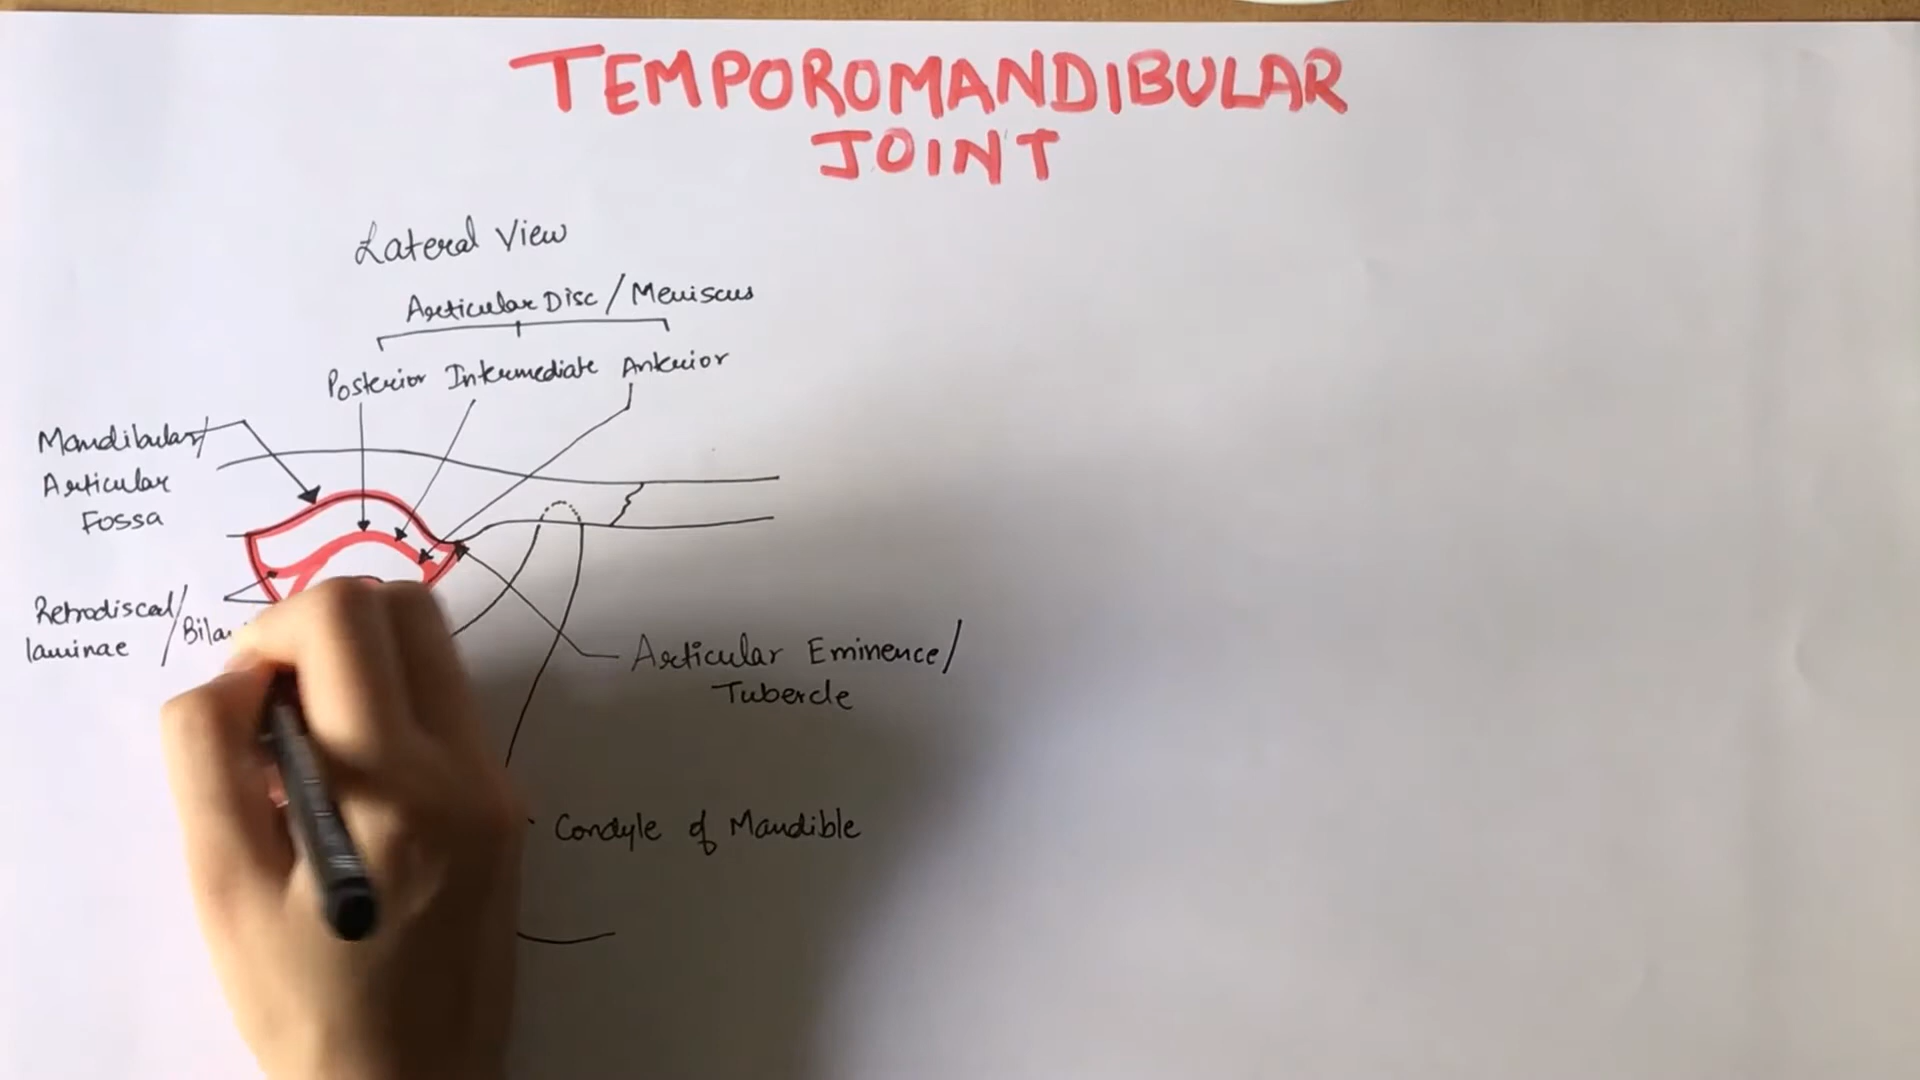 TEMPOROMANDIBULAR
JOINT
Lateral View
Articular Disc / Meniscus
Posterior Intermediate Anterior
Mandibular/
Articular
Fossa
Retrodiscal/
laminae
Articular Eminence/
Tubercle
Condyle of Mandible